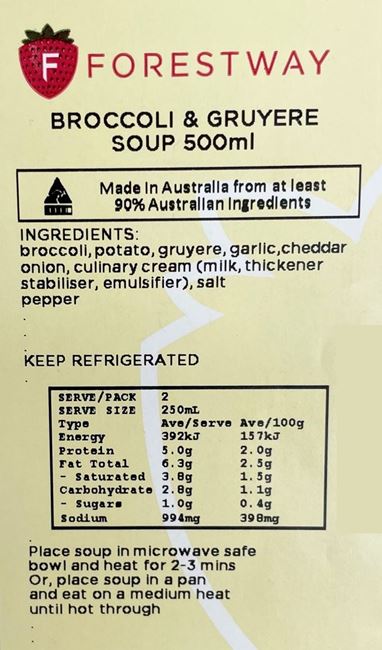 F FORESTWAY
BROCCOLI & GRUYERE
SOUP 500ml
Made in Australia from at least
90% Australian Ingredients
INGREDIENTS:
broccoli, potato, gruyere, garlic,cheddar
onion, culinary cream (milk, thickener
stabiliser, emulsifier), salt
pepper
.
.
KEEP REFRIGERATED
.
SERVE/PACK 2
SERVE SIZE 250mL
Type Ave/Serve Ave/100g
Energy 392kJ 157kJ
Protein 5.0g 2.0g
Fat Total 6.3g 2.5g
- Saturated 3.8g 1.5g
Carbohydrate 2.8g 1.1g
- Sugars 1.0g 0.4g
Sodium 994mg 398mg
Place soup in microwave safe
bowl and heat for 2-3 mins
Or, place soup in a pan
and eat on a medium heat
until hot through
.
.